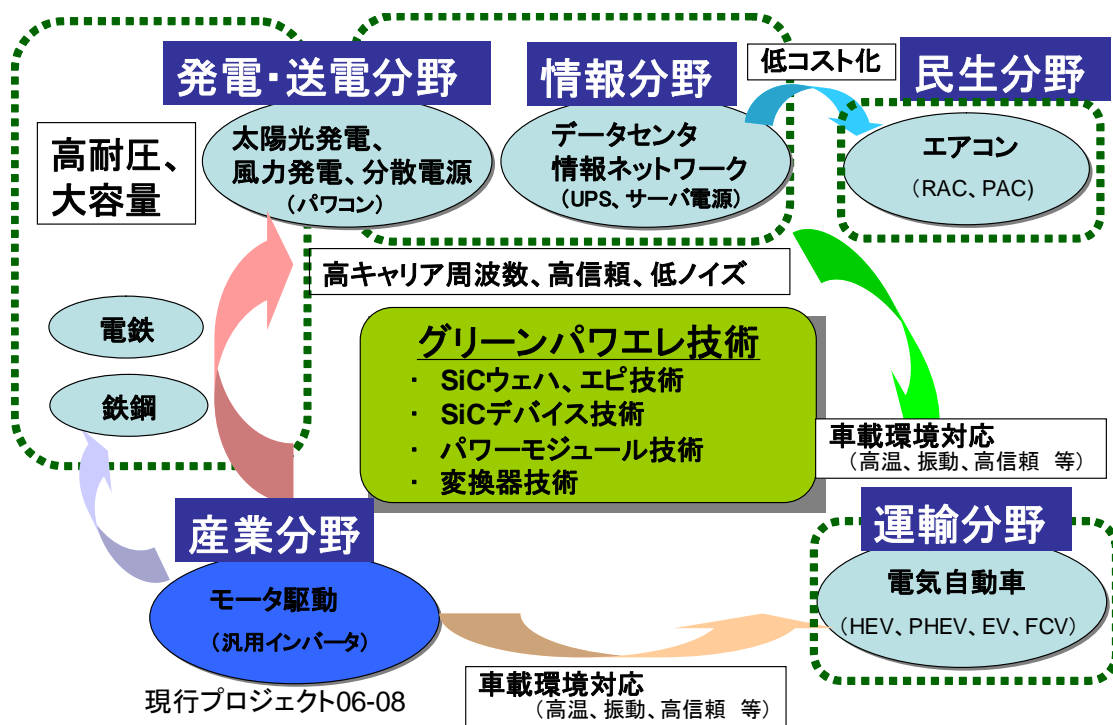 発電・送電分野
情報分野
低コスト化
民生分野
高耐圧、
大容量
太陽光発電、
風力発電、分散電源
（パワコン）
データセンタ
情報ネットワーク
（UPS、サーバ電源）
エアコン
（RAC、PAC)
高キャリア周波数、高信頼、低ノイズ
電鉄
鉄鋼
グリーンパワエレ技術
・ SiCウェハ、エピ技術
・ SiCデバイス技術
・ パワーモジュール技術
・ 変換器技術
車載環境対応
（高温、振動、高信頼 等）
産業分野
モータ駆動
（汎用インバータ）
現行プロジェクト06-08
運輸分野
電気自動車
（HEV、PHEV、EV、FCV）
車載環境対応
（高温、振動、高信頼 等）